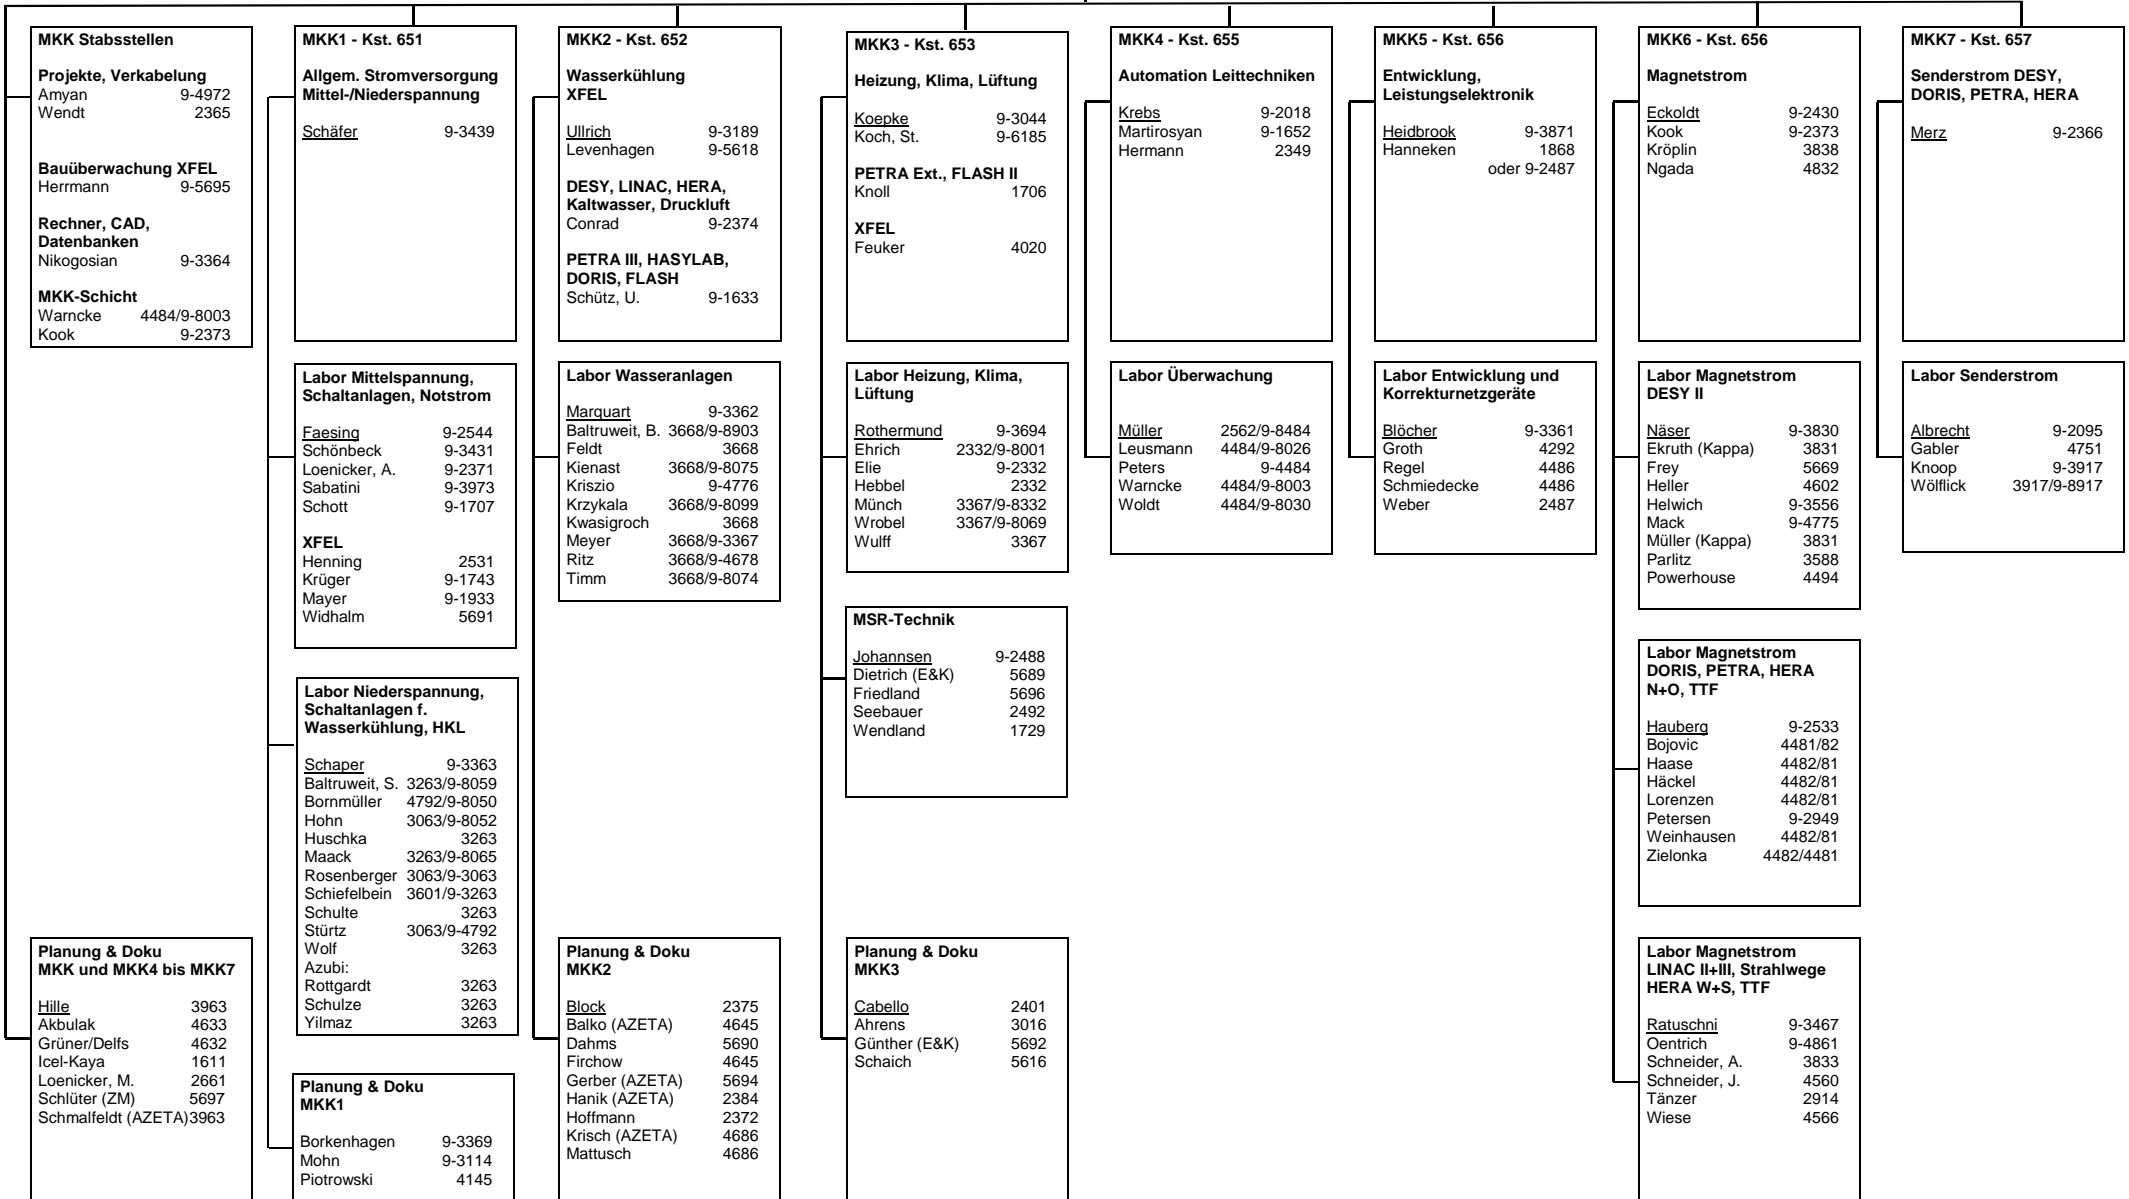 MKK Stabsstellen
Projekte, Verkabelung
Amyan 9-4972
Wendt 2365
Bauüberwachung XFEL
Herrmann 9-5695
Rechner, CAD,
Datenbanken
Nikogosian 9-3364
MKK-Schicht
Warncke 4484/9-8003
Kook 9-2373
Planung & Doku
MKK und MKK4 bis MKK7
Hille 3963
Akbulak 4633
Grüner/Delfs 4632
Icel-Kaya 1611
Loenicker, M. 2661
Schlüter (ZM) 5697
Schmalfeldt (AZETA)3963
MKK1 - Kst. 651
Allgem. Stromversorgung
Mittel-/Niederspannung
Schäfer 9-3439
Labor Mittelspannung,
Schaltanlagen, Notstrom
Faesing 9-2544
Schönbeck 9-3431
Loenicker, A. 9-2371
Sabatini 9-3973
Schott 9-1707
XFEL
Henning 2531
Krüger 9-1743
Mayer 9-1933
Widhalm 5691
Labor Niederspannung,
Schaltanlagen f.
Wasserkühlung, HKL
Schaper 9-3363
Baltruweit, S. 3263/9-8059
Bornmüller 4792/9-8050
Hohn 3063/9-8052
Huschka 3263
Maack 3263/9-8065
Rosenberger 3063/9-3063
Schiefelbein 3601/9-3263
Schulte 3263
Stürtz 3063/9-4792
Wolf 3263
Azubi:
Rottgardt 3263
Schulze 3263
Yilmaz 3263
Planung & Doku
MKK1
Borkenhagen 9-3369
Mohn 9-3114
Piotrowski 4145
MKK2 - Kst. 652
Wasserkühlung
XFEL
Ullrich 9-3189
Levenhagen 9-5618
DESY, LINAC, HERA,
Kaltwasser, Druckluft
Conrad 9-2374
PETRA III, HASYLAB,
DORIS, FLASH
Schütz, U. 9-1633
Labor Wasseranlagen
Marquart 9-3362
Baltruweit, B. 3668/9-8903
Feldt 3668
Kienast 3668/9-8075
Kriszio 9-4776
Krzykala 3668/9-8099
Kwasigroch 3668
Meyer 3668/9-3367
Ritz 3668/9-4678
Timm 3668/9-8074
Planung & Doku
MKK2
Block 2375
Balko (AZETA) 4645
Dahms 5690
Firchow 4645
Gerber (AZETA) 5694
Hanik (AZETA) 2384
Hoffmann 2372
Krisch (AZETA) 4686
Mattusch 4686
MKK3 - Kst. 653
Heizung, Klima, Lüftung
Koepke 9-3044
Koch, St. 9-6185
PETRA Ext., FLASH II
Knoll 1706
XFEL
Feuker 4020
Labor Heizung, Klima,
Lüftung
Rothermund 9-3694
Ehrich 2332/9-8001
Elie 9-2332
Hebbel 2332
Münch 3367/9-8332
Wrobel 3367/9-8069
Wulff 3367
MSR-Technik
Johannsen 9-2488
Dietrich (E&K) 5689
Friedland 5696
Seebauer 2492
Wendland 1729
Planung & Doku
MKK3
Cabello 2401
Ahrens 3016
Günther (E&K) 5692
Schaich 5616
MKK4 - Kst. 655
Automation Leittechniken
Krebs 9-2018
Martirosyan 9-1652
Hermann 2349
Labor Überwachung
Müller 2562/9-8484
Leusmann 4484/9-8026
Peters 9-4484
Warncke 4484/9-8003
Woldt 4484/9-8030
MKK5 - Kst. 656
Entwicklung,
Leistungselektronik
Heidbrook 9-3871
Hanneken 1868
oder 9-2487
Labor Entwicklung und
Korrekturnetzgeräte
Blöcher 9-3361
Groth 4292
Regel 4486
Schmiedecke 4486
Weber 2487
MKK6 - Kst. 656
Magnetstrom
Eckoldt 9-2430
Kook 9-2373
Kröplin 3838
Ngada 4832
Labor Magnetstrom
DESY II
Näser 9-3830
Ekruth (Kappa) 3831
Frey 5669
Heller 4602
Helwich 9-3556
Mack 9-4775
Müller (Kappa) 3831
Parlitz 3588
Powerhouse 4494
Labor Magnetstrom
DORIS, PETRA, HERA
N+O, TTF
Hauberg 9-2533
Bojovic 4481/82
Haase 4482/81
Häckel 4482/81
Lorenzen 4482/81
Petersen 9-2949
Weinhausen 4482/81
Zielonka 4482/4481
Labor Magnetstrom
LINAC II+III, Strahlwege
HERA W+S, TTF
Ratuschni 9-3467
Oentrich 9-4861
Schneider, A. 3833
Schneider, J. 4560
Tänzer 2914
Wiese 4566
MKK7 - Kst. 657
Senderstrom DESY,
DORIS, PETRA, HERA
Merz 9-2366
Labor Senderstrom
Albrecht 9-2095
Gabler 4751
Knoop 9-3917
Wölflick 3917/9-8917